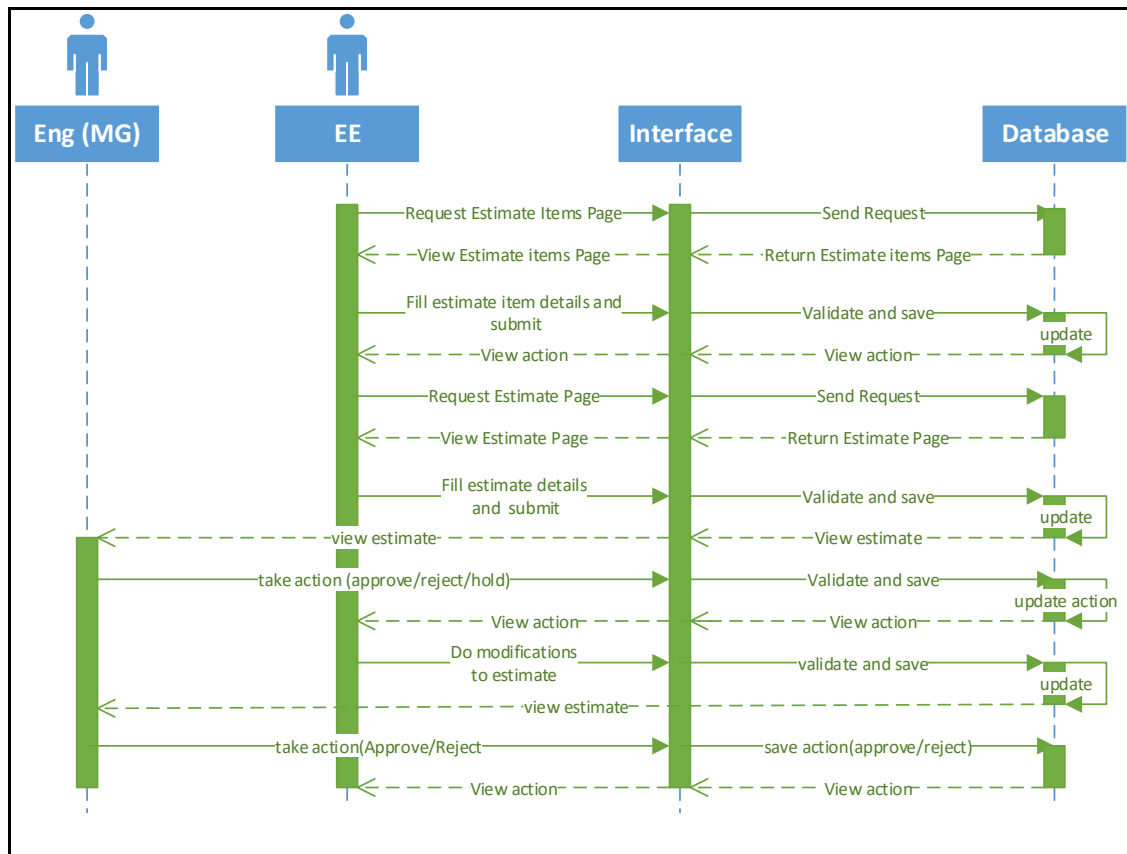 Eng (MG)
EE
Interface
Database
Request Estimate Items Page
Send Request
View Estimate items Page
Return Estimate items Page
Fill estimate item details and
submit
Validate and save
update
View action
View action
Request Estimate Page
Send Request
View Estimate Page
Return Estimate Page
Fill estimate details
and submit
Validate and save
update
view estimate
View estimate
take action (approve/reject/hold)
Validate and save
update action
View action
View action
Do modifications
to estimate
validate and save
update
view estimate
take action(Approve/Reject
save action(approve/reject)
View action
View action